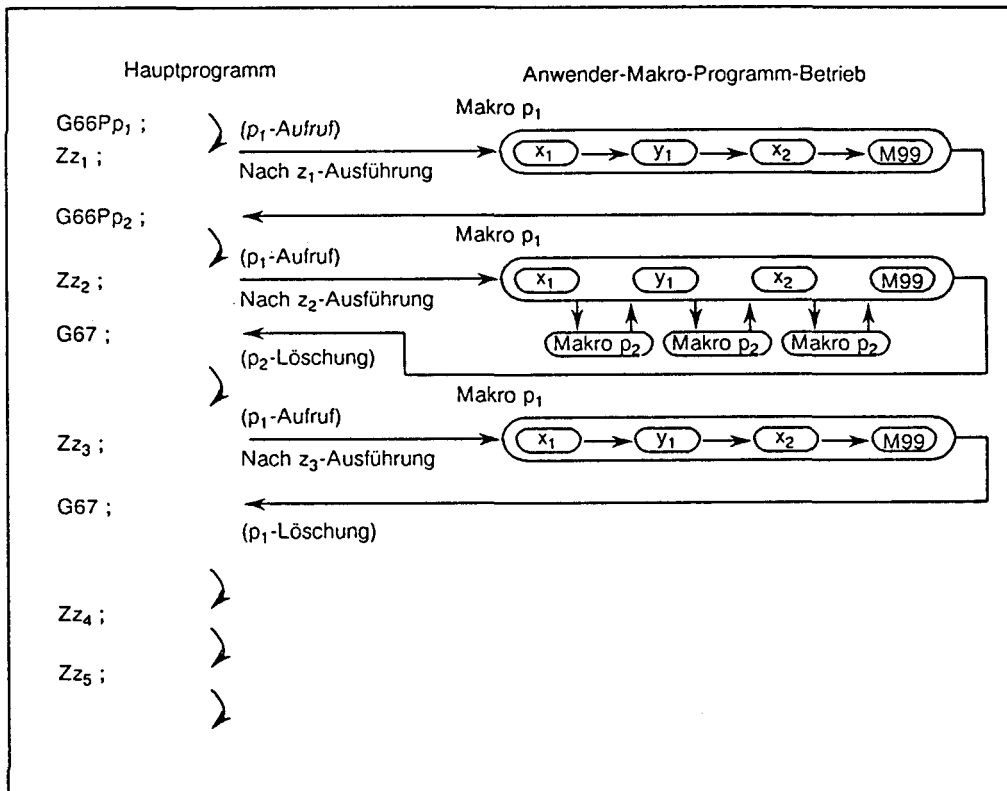 Hauptprogramm
Anwender-Makro-Programm-Betrieb
G66Pp₁ ;
(p₁-Aufruf)
Makro p₁
Zz₁ ;
Nach z₁-Ausführung
x₁
y₁
x₂
M99
G66Pp₂ ;
(p₁-Aufruf)
Makro p₁
Zz₂ ;
Nach z₂-Ausführung
x₁
y₁
x₂
M99
G67 ;
(p₂-Löschung)
Makro p₂
Makro p₂
Makro p₂
(p₁-Aufruf)
Makro p₁
Zz₃ ;
Nach z₃-Ausführung
x₁
y₁
x₂
M99
G67 ;
(p₁-Löschung)
Zz₄ ;
Zz₅ ;